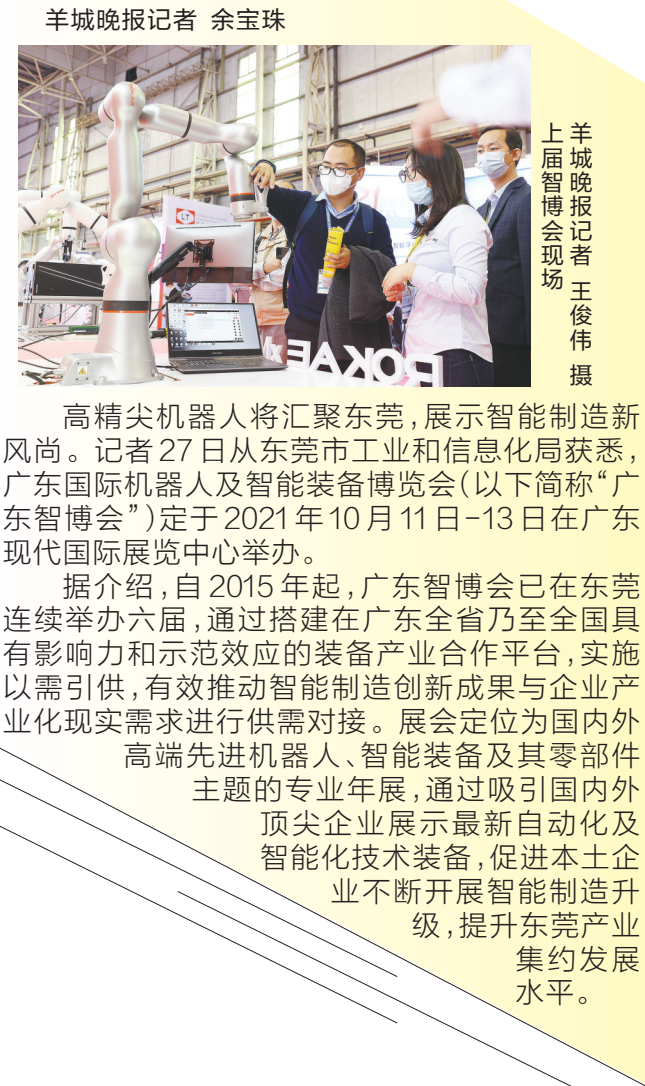 羊城晚报记者 余宝珠
上届智博会现场
羊城晚报记者 王俊伟 摄
ROKAE
高精尖机器人将汇聚东莞，展示智能制造新
风尚。记者27日从东莞市工业和信息化局获悉，
广东国际机器人及智能装备博览会（以下简称“广
东智博会”）定于2021年10月11日-13日在广东
现代国际展览中心举办。
据介绍，自2015年起，广东智博会已在东莞
连续举办六届，通过搭建在广东全省乃至全国具
有影响力和示范效应的装备产业合作平台，实施
以需引供，有效推动智能制造创新成果与企业产
业化现实需求进行供需对接。展会定位为国内外
高端先进机器人、智能装备及其零部件
主题的专业年展，通过吸引国内外
顶尖企业展示最新自动化及
智能化技术装备，促进本土企
业不断开展智能制造升
级，提升东莞产业
集约发展
水平。